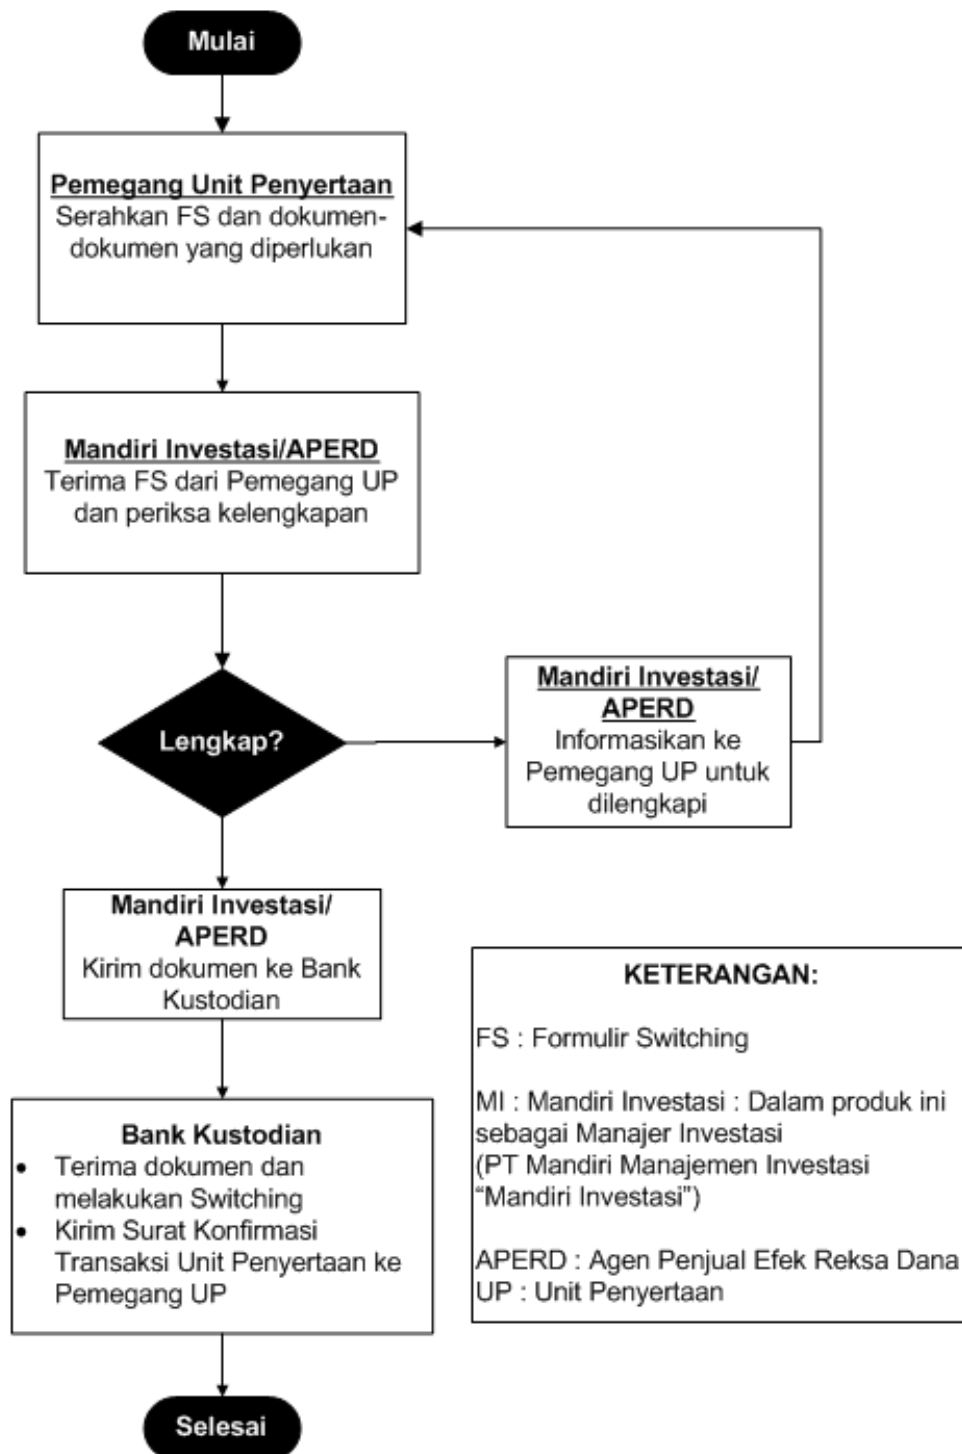 Mulai
Pemegang Unit Penyertaan
Serahkan FS dan dokumen-
dokumen yang diperlukan
Mandiri Investasi/APERD
Terima FS dari Pemegang UP
dan periksa kelengkapan
Lengkap?
Mandiri Investasi/
APERD
Informasikan ke
Pemegang UP untuk
dilengkapi
Mandiri Investasi/
APERD
Kirim dokumen ke Bank
Kustodian
Bank Kustodian
• Terima dokumen dan
melakukan Switching
• Kirim Surat Konfirmasi
Transaksi Unit Penyertaan ke
Pemegang UP
Selesai
KETERANGAN:
FS : Formulir Switching
MI : Mandiri Investasi : Dalam produk ini
sebagai Manajer Investasi
(PT Mandiri Manajemen Investasi
“Mandiri Investasi”)
APERD : Agen Penjual Efek Reksa Dana
UP : Unit Penyertaan